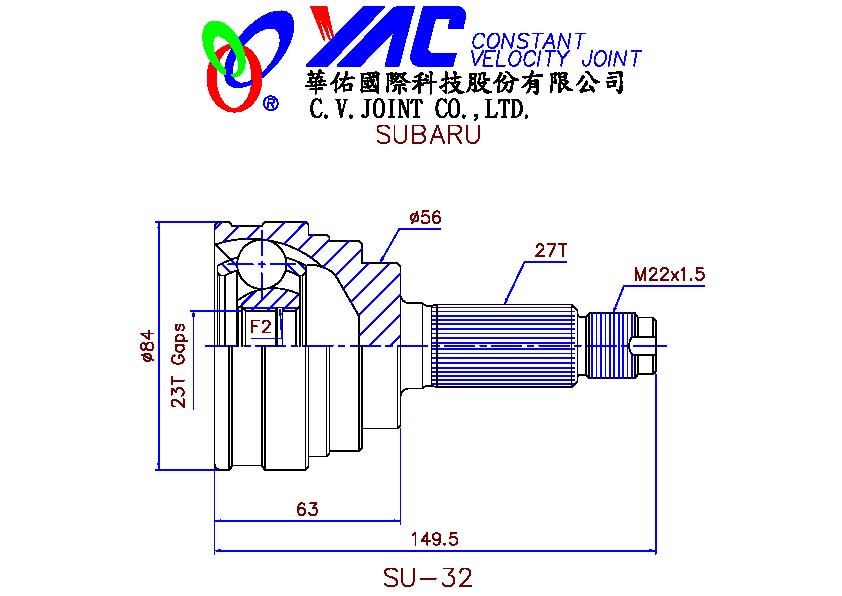 YAC CONSTANT
VELOCITY JOINT
®
華佑國際科技股份有限公司
C.V.JOINT CO.,LTD.
SUBARU
ø56
27T
M22x1.5
F2
ø84
23T Gaps
63
149.5
SU-32